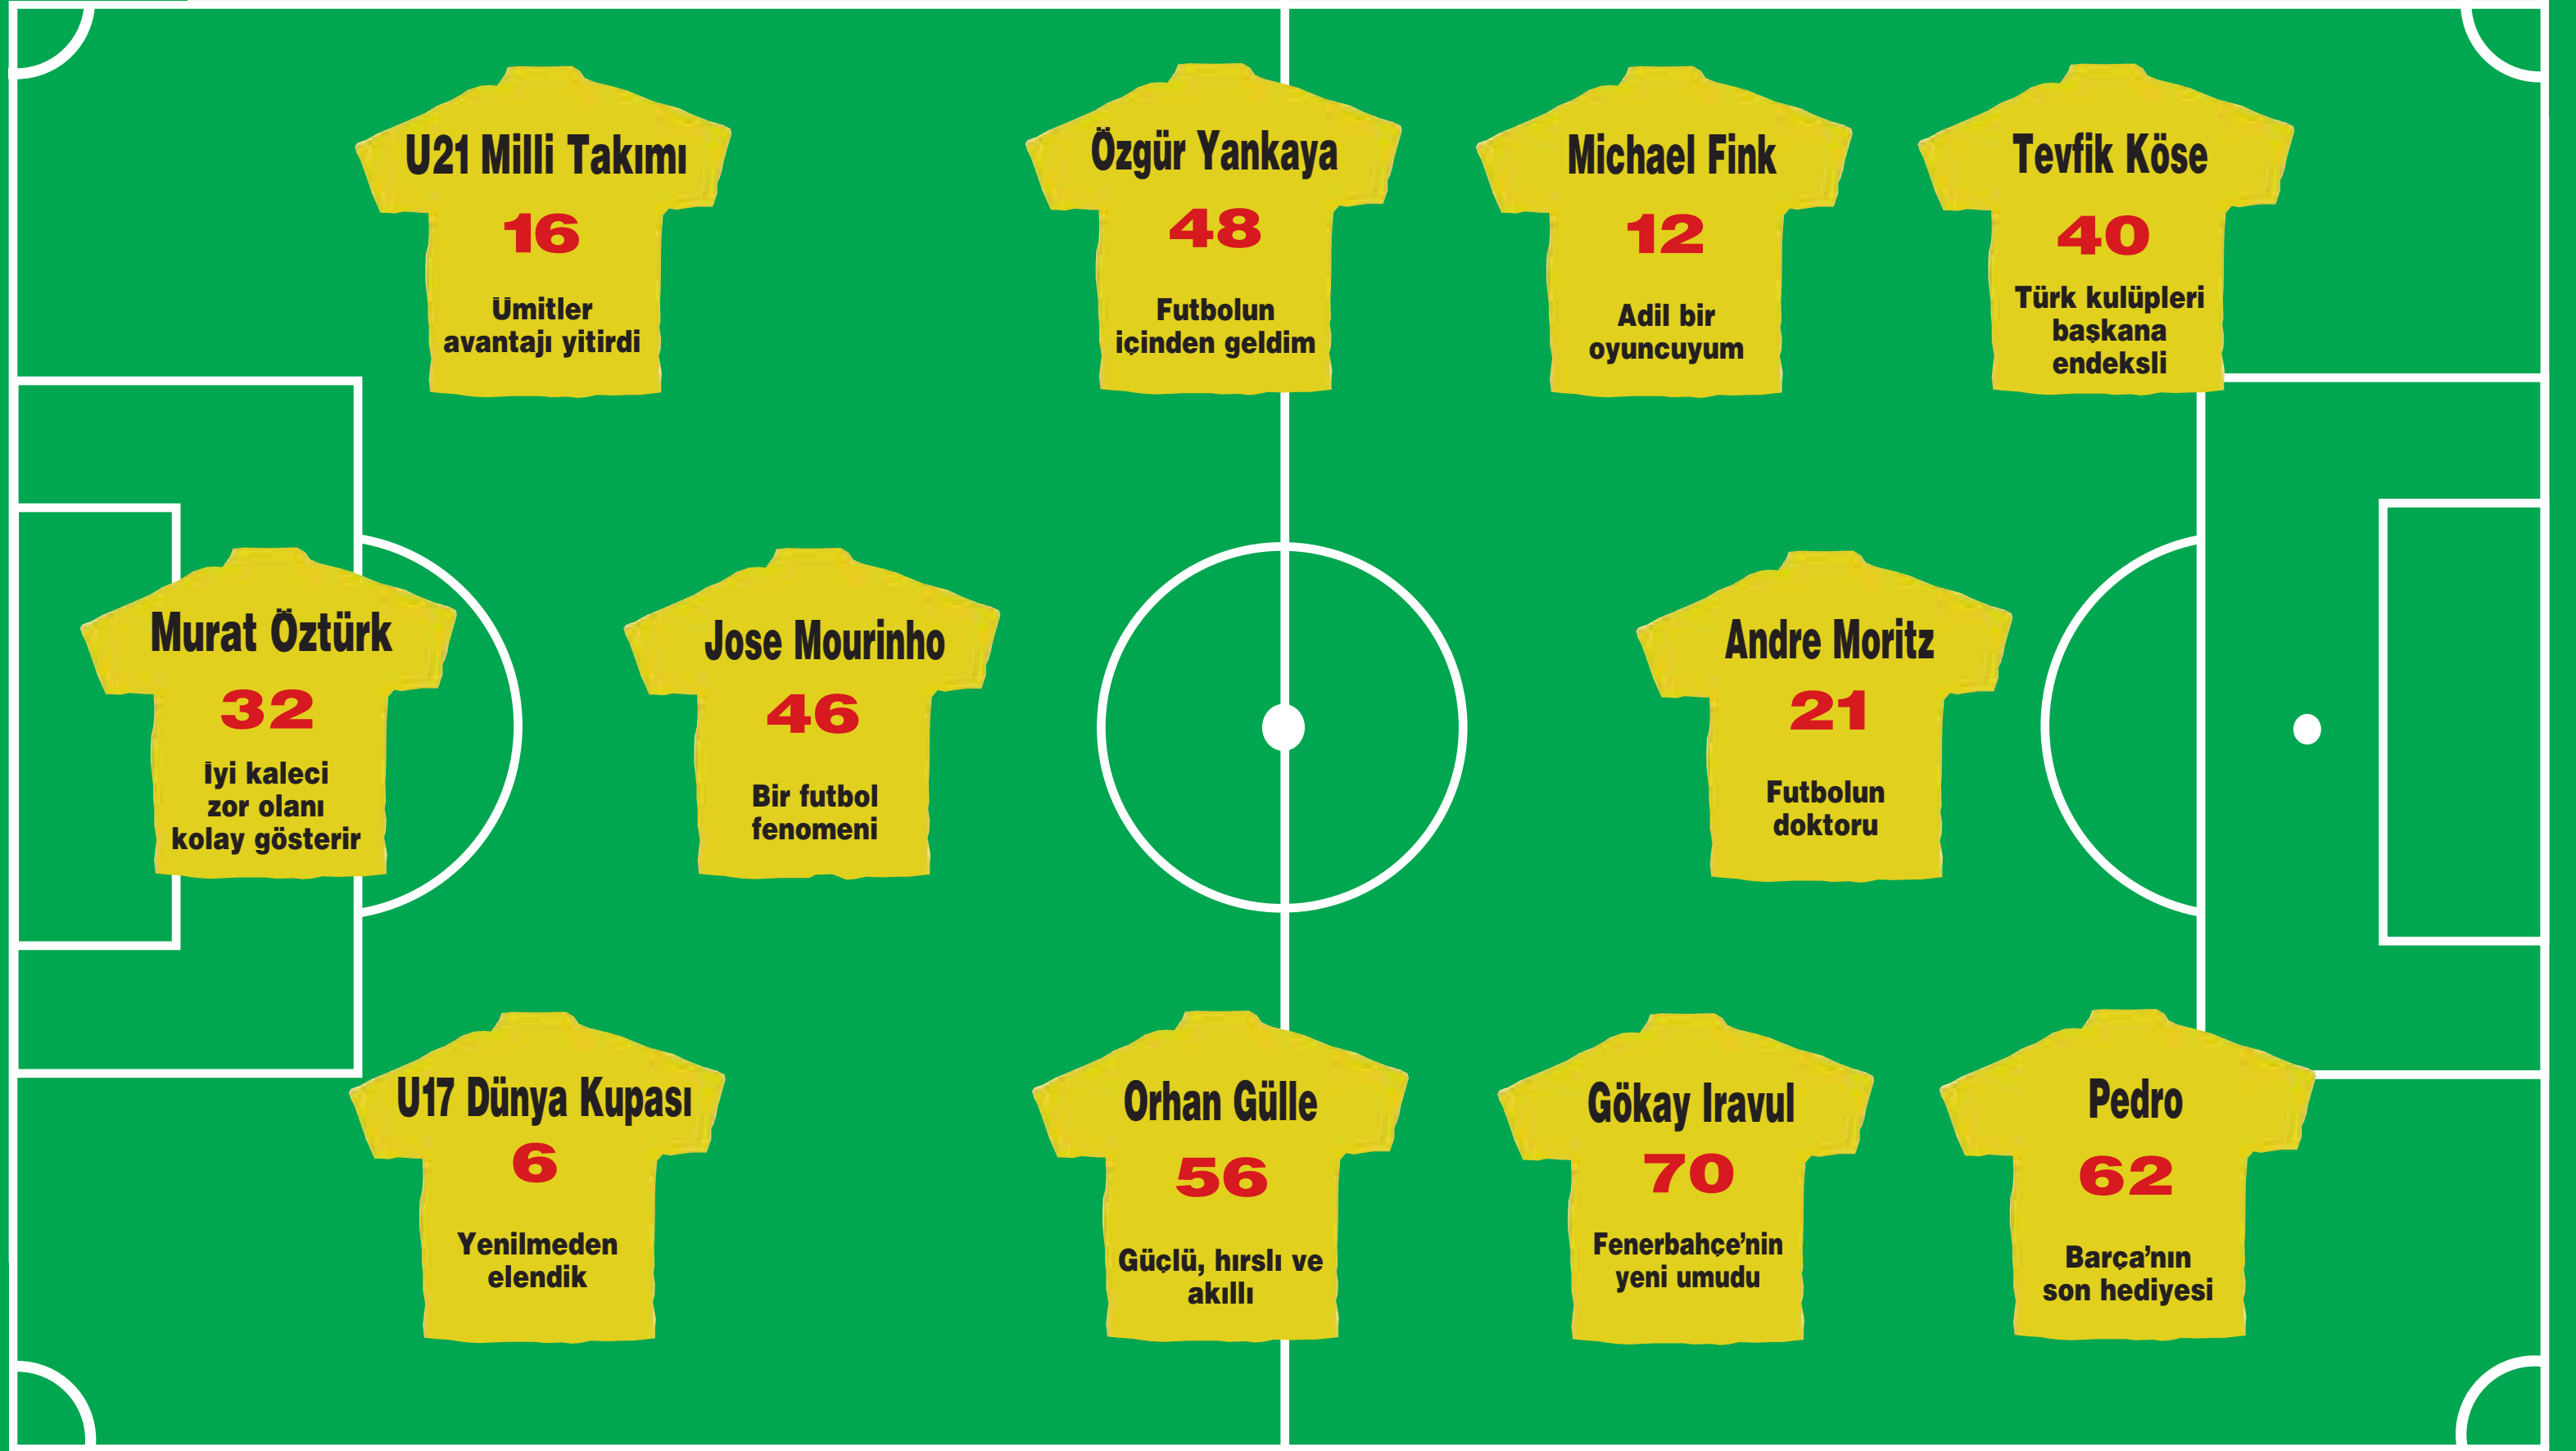 U21 Milli Takımı
16
Ümitler
avantajı yitirdi
Özgür Yankaya
48
Futbolun
içinden geldim
Michael Fink
12
Adil bir
oyuncuyum
Tevfik Köse
40
Türk kulüpleri
başkana
endeksli
Murat Öztürk
32
İyi kaleci
zor olanı
kolay gösterir
Jose Mourinho
46
Bir futbol
fenomeni
Andre Moritz
21
Futbolun
doktoru
U17 Dünya Kupası
6
Yenilmeden
elendik
Orhan Gülle
56
Güçlü, hırslı ve
akıllı
Gökay Iravul
70
Fenerbahçe’nin
yeni umudu
Pedro
62
Barça’nın
son hediyesi